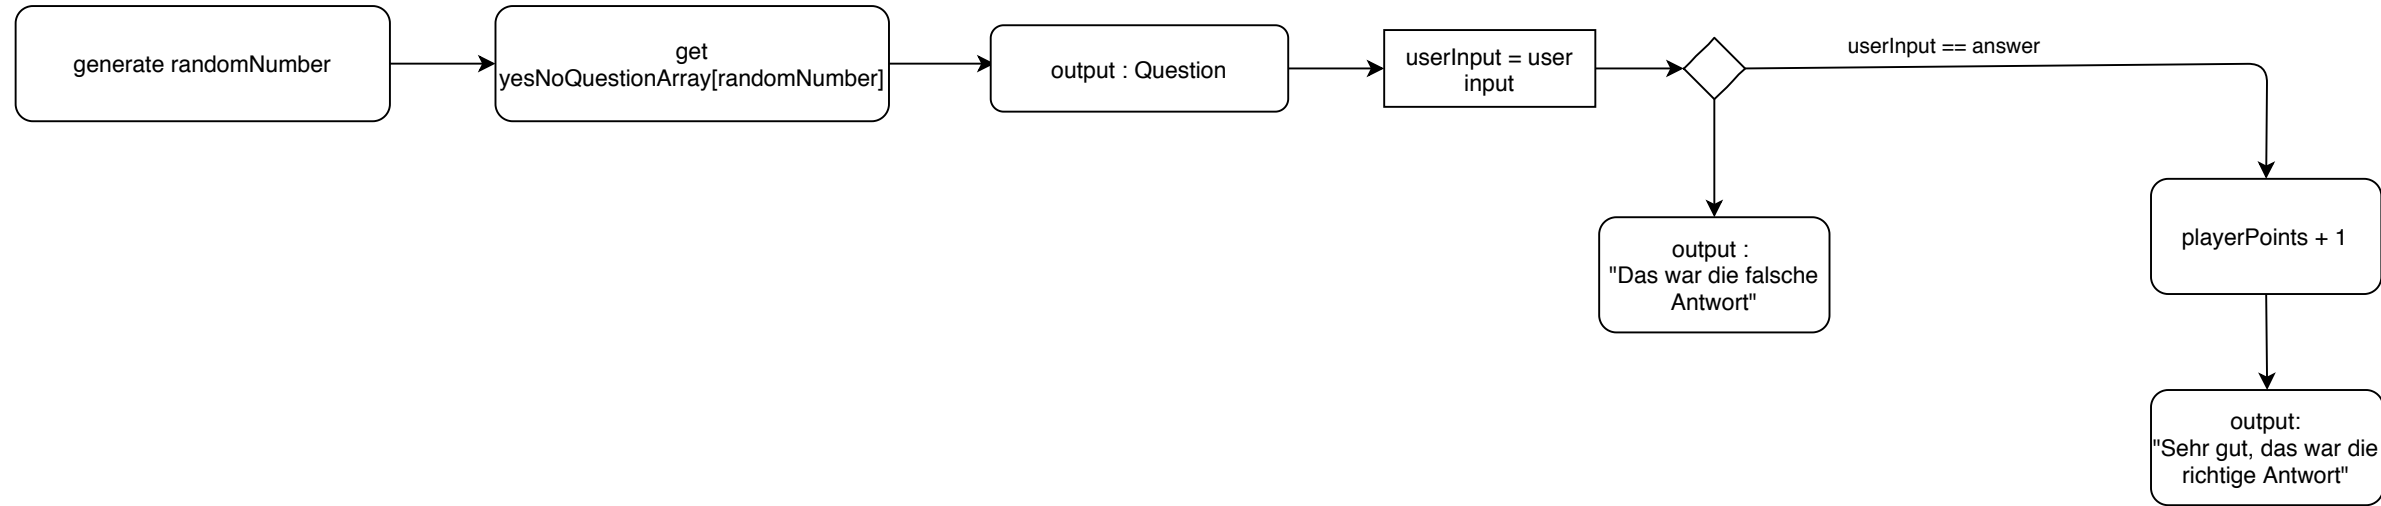 generate randomNumber
get
yesNoQuestionArray[randomNumber]
output : Question
userInput = user
input
userInput == answer
output :
"Das war die falsche
Antwort"
playerPoints + 1
output:
"Sehr gut, das war die
richtige Antwort"